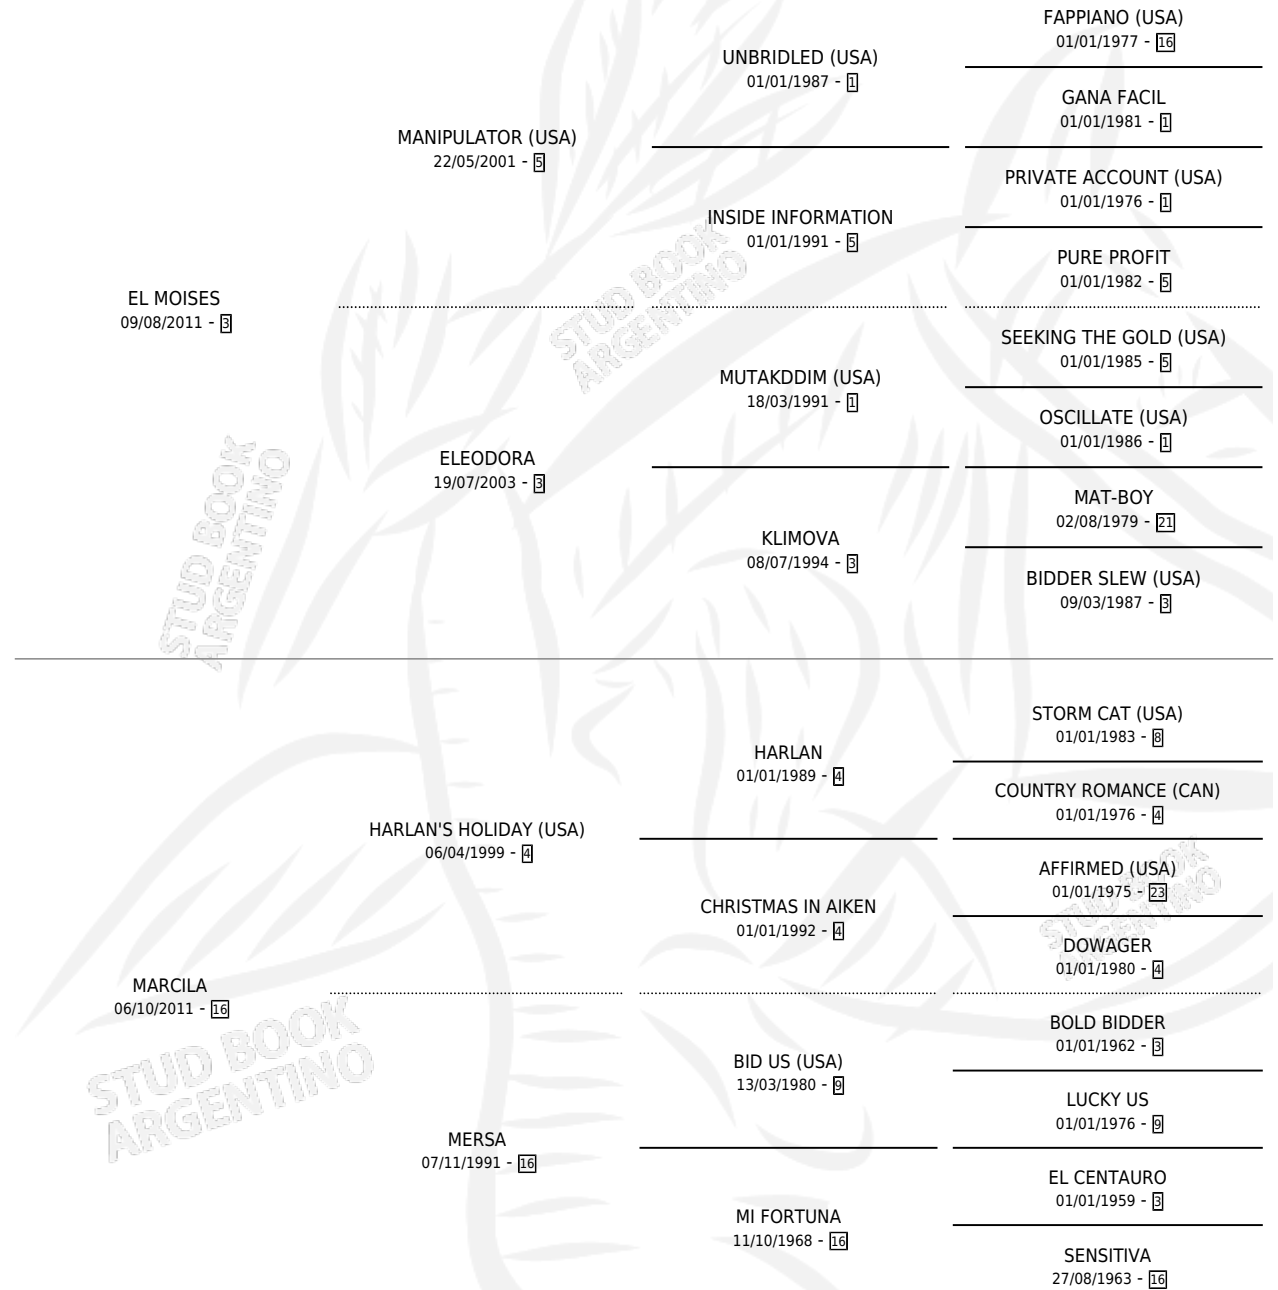 FAPPIANO (USA)
01/01/1977 - 16
UNBRIDLED (USA)
01/01/1987 - 1
GANA FACIL
01/01/1981 - 1
MANIPULATOR (USA)
22/05/2001 - 5
PRIVATE ACCOUNT (USA)
01/01/1976 - 1
INSIDE INFORMATION
01/01/1991 - 5
PURE PROFIT
01/01/1982 - 5
EL MOISES
09/08/2011 - 3
SEEKING THE GOLD (USA)
01/01/1985 - 5
MUTAKDDIM (USA)
18/03/1991 - 1
OSCILLATE (USA)
01/01/1986 - 1
ELEODORA
19/07/2003 - 3
MAT-BOY
02/08/1979 - 21
KLIMOVA
08/07/1994 - 3
BIDDER SLEW (USA)
09/03/1987 - 3
STORM CAT (USA)
01/01/1983 - 8
HARLAN
01/01/1989 - 4
COUNTRY ROMANCE (CAN)
01/01/1976 - 4
HARLAN'S HOLIDAY (USA)
06/04/1999 - 4
AFFIRMED (USA)
01/01/1975 - 23
CHRISTMAS IN AIKEN
01/01/1992 - 4
DOWAGER
01/01/1980 - 4
MARCILA
06/10/2011 - 16
BOLD BIDDER
01/01/1962 - 3
BID US (USA)
13/03/1980 - 9
LUCKY US
01/01/1976 - 9
MERSA
07/11/1991 - 16
EL CENTAURO
01/01/1959 - 3
MI FORTUNA
11/10/1968 - 16
SENSITIVA
27/08/1963 - 16
STUD BOOK
ARGENTINO
STUD BOOK
ARGENTINO
STUD BOOK
ARGENTINO
STUD BOOK
ARGENTINO